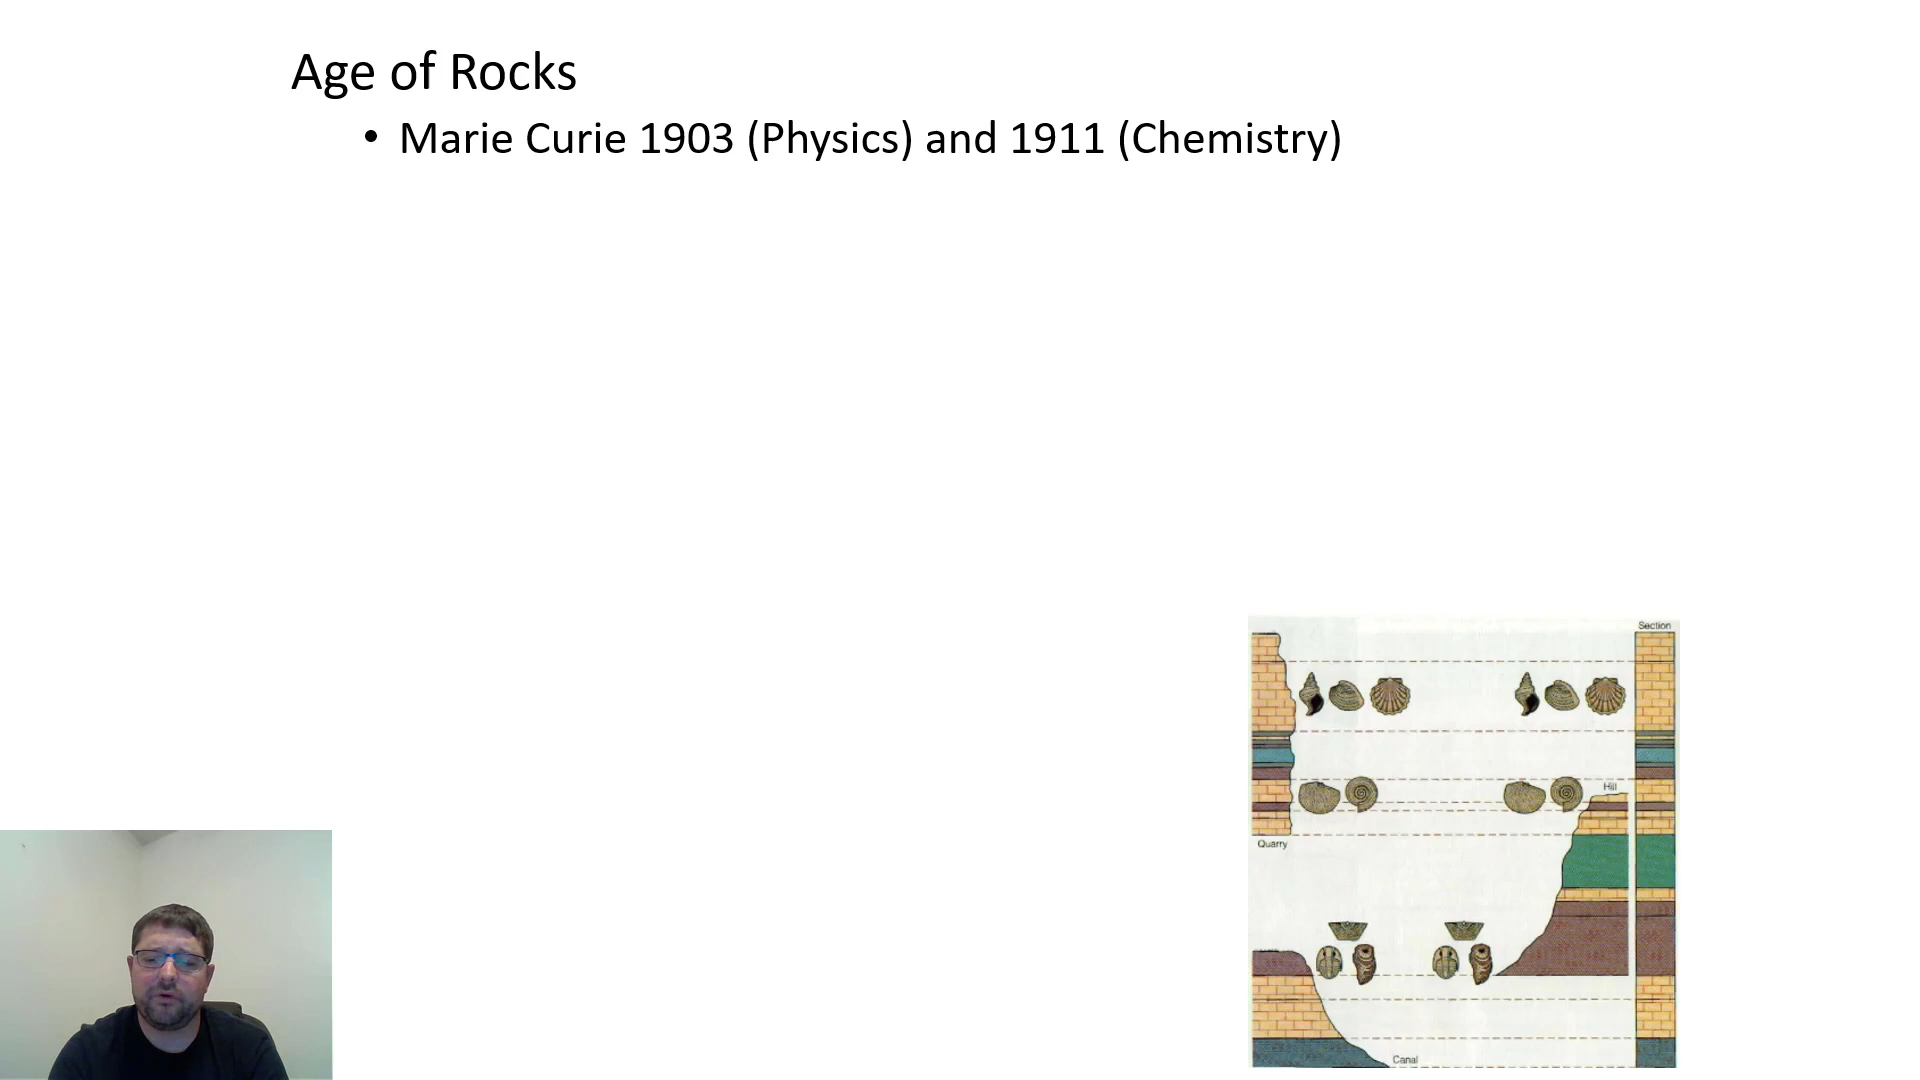 Age of Rocks
• Marie Curie 1903 (Physics) and 1911 (Chemistry)
Section
Hill
Quarry
Canal